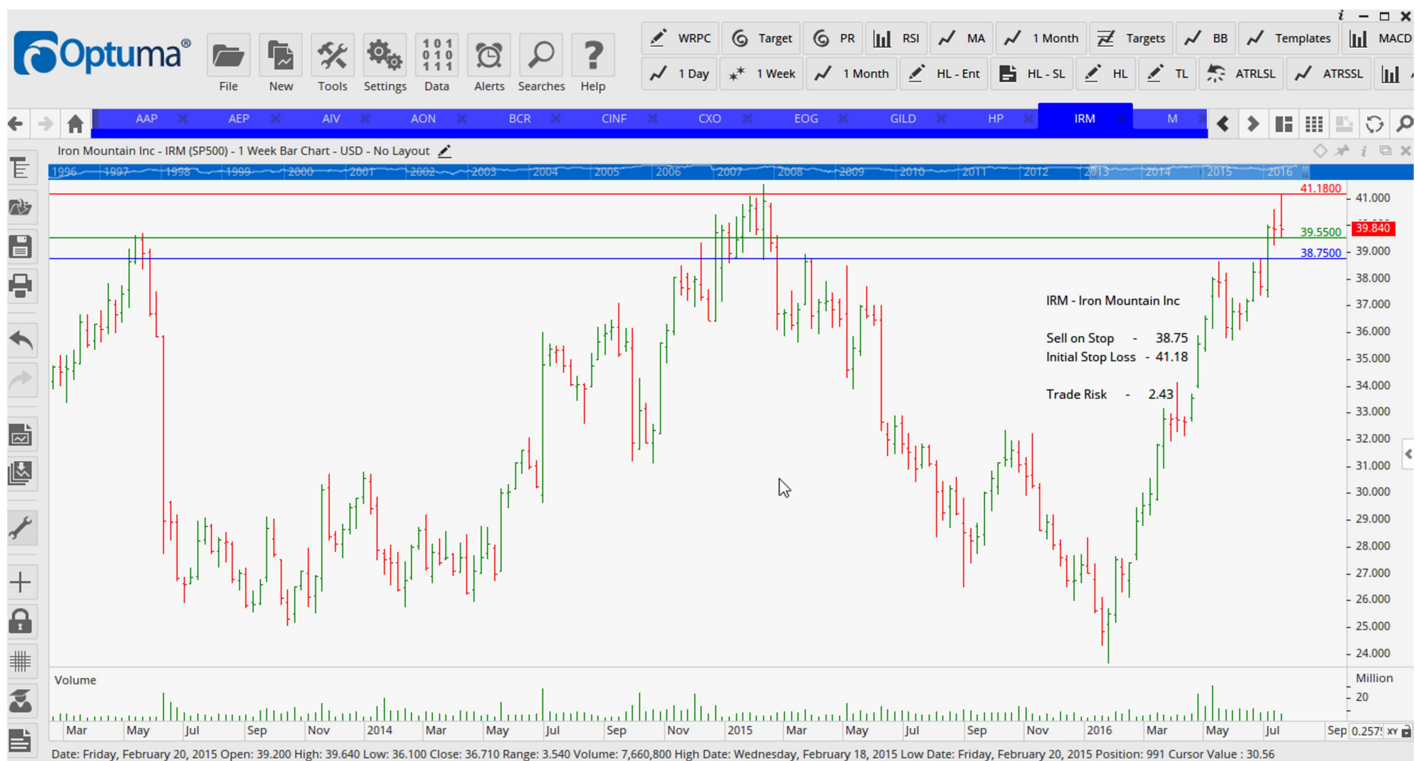 i
Optuma®
WRPC Target PR RSI MA 1 Month Targets BB Templates MACD
1 Day 1 Week 1 Month HL - Ent HL - SL HL TL ATRLSL ATRSSL
101
010
111
File New Tools Settings Data Alerts Searches Help
AAP AEP AIV AON BCR CINF CXO EOG GILD HP IRM M
Iron Mountain Inc - IRM (SP500) - 1 Week Bar Chart - USD - No Layout
1996 1997 1998 1999 2000 2001 2002 2003 2004 2005 2006 2007 2008 2009 2010 2011 2012 2013 2014 2015 2016
41.1800
41.000
39.840
39.5500
39.000
38.7500
38.000
37.000
36.000
35.000
34.000
33.000
32.000
31.000
30.000
29.000
28.000
27.000
26.000
25.000
24.000
IRM - Iron Mountain Inc
Sell on Stop - 38.75
Initial Stop Loss - 41.18
Trade Risk - 2.43
Volume
Million
20
Mar May Jul Sep Nov 2014 Mar May Jul Sep Nov 2015 Mar May Jul Sep Nov 2016 Mar May Jul Sep XY
Date: Friday, February 20, 2015 Open: 39.200 High: 39.640 Low: 36.100 Close: 36.710 Range: 3.540 Volume: 7,660,800 High Date: Wednesday, February 18, 2015 Low Date: Friday, February 20, 2015 Position: 991 Cursor Value : 30.56